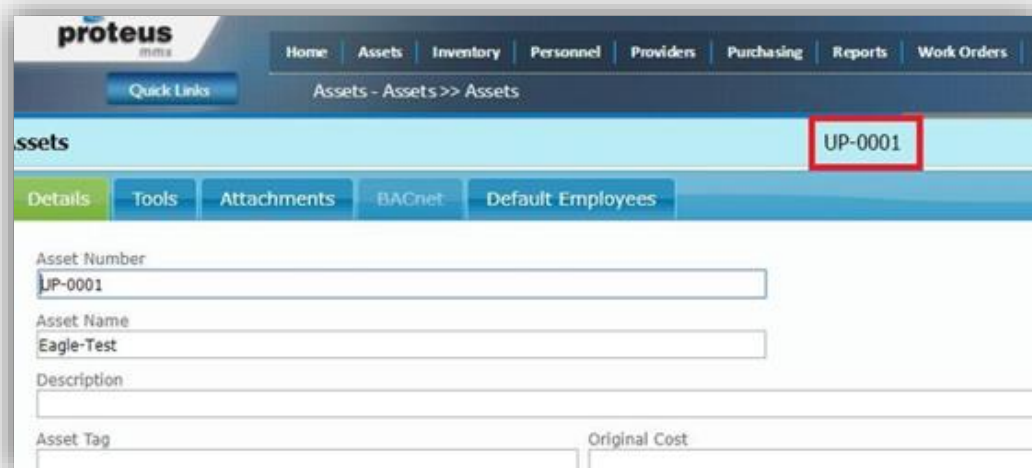 proteus
mms
Home Assets Inventory Personnel Providers Purchasing Reports Work Orders
Quick Links Assets - Assets >> Assets
ssets UP-0001
Details Tools Attachments BACnet Default Employees
Asset Number
UP-0001
Asset Name
Eagle-Test
Description
Asset Tag Original Cost